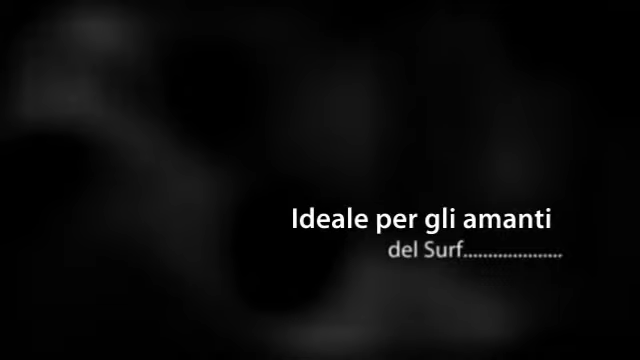 Ideale per gli amanti
del Surf....................